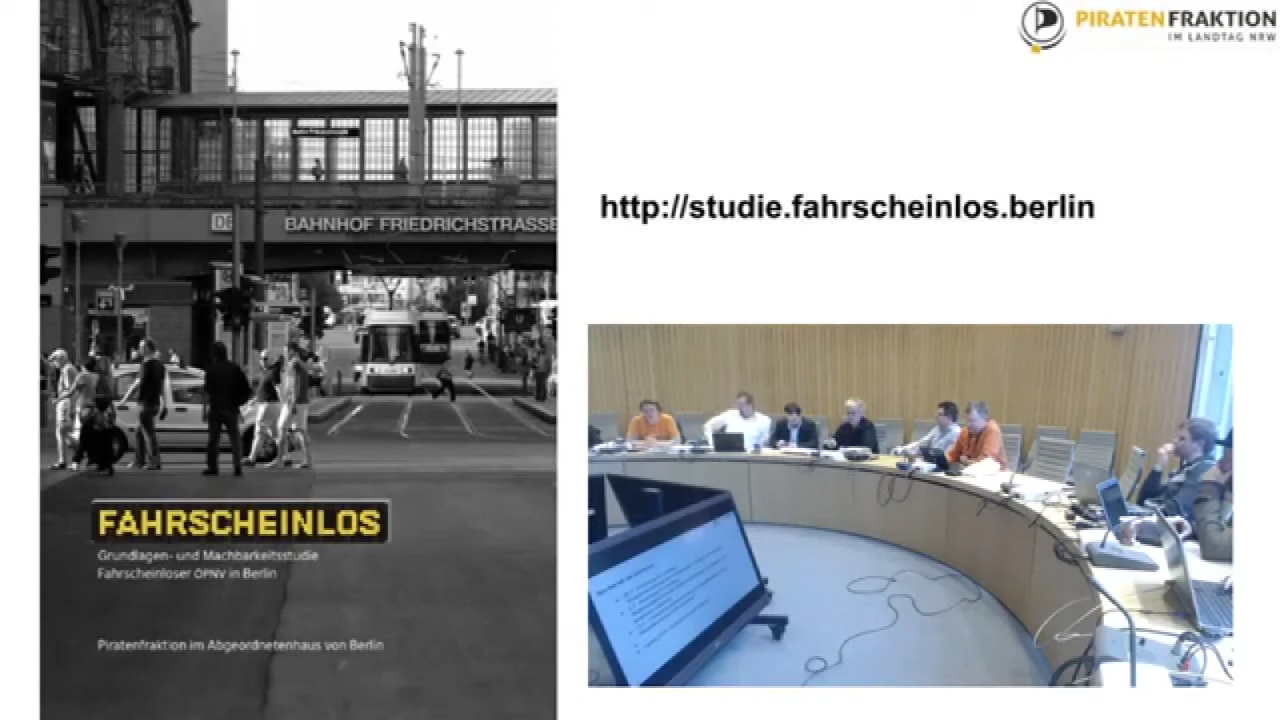 PIRATENFRAKTION
IM LANDTAG NRW
http://studie.fahrscheinlos.berlin
DB
BAHNHOF FRIEDRICHSTRASSE
FAHRSCHEINLOS
Grundlagen- und Machbarkeitsstudie
Fahrscheinloser ÖPNV in Berlin
Piratenfraktion im Abgeordnetenhaus von Berlin